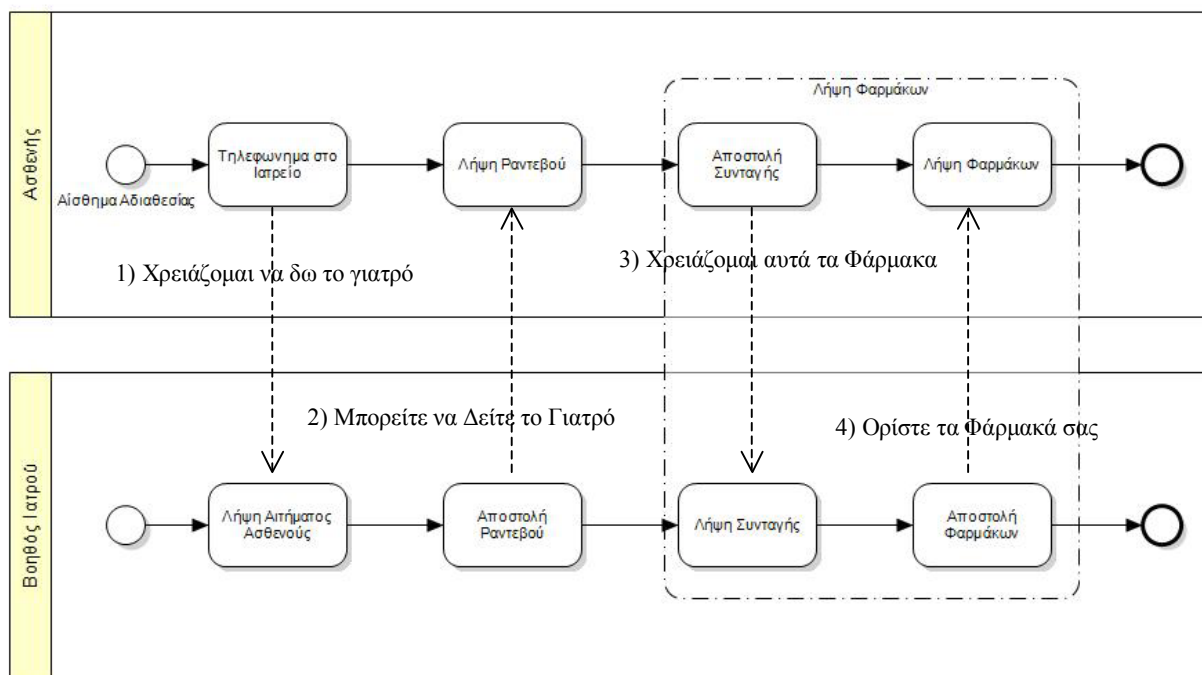 Ασθενής
Λήψη Φαρμάκων
Τηλεφωνημα στο
Ιατρείο
Λήψη Ραντεβού
Αποστολή
Συνταγής
Λήψη Φαρμάκων
Αίσθημα Αδιαθεσίας
1) Χρειάζομαι να δω το γιατρό
3) Χρειάζομαι αυτά τα Φάρμακα
Βοηθός Ιατρού
2) Μπορείτε να Δείτε το Γιατρό
4) Ορίστε τα Φάρμακά σας
Λήψη Αιτήματος
Ασθενούς
Αποστολή
Ραντεβού
Λήψη Συνταγής
Αποστολή
Φαρμάκων